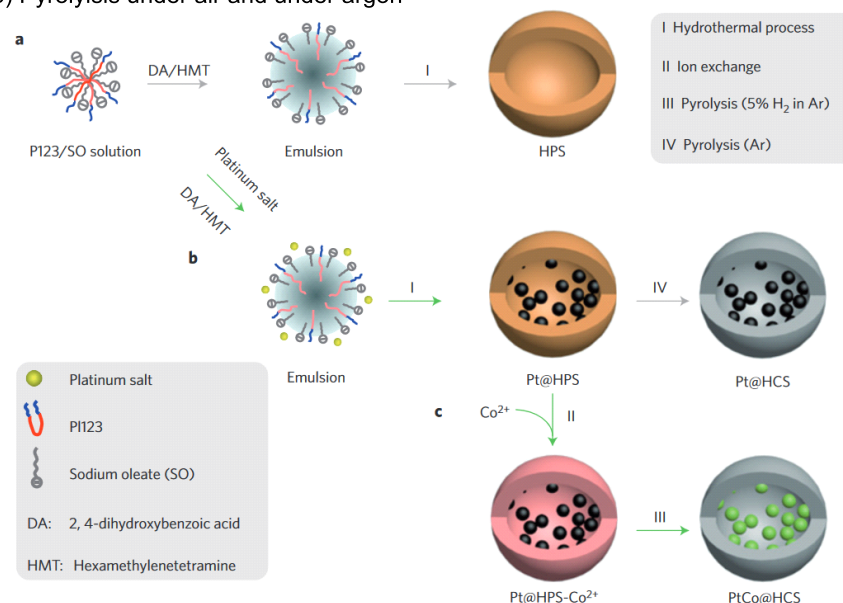 a
P123/SO solution
DA/HMT
Emulsion
I
HPS
I Hydrothermal process
II Ion exchange
III Pyrolysis (5% H₂ in Ar)
IV Pyrolysis (Ar)
Platinum salt
DA/HMT
b
Emulsion
I
Pt@HPS
IV
Pt@HCS
c
Co²⁺
II
Pt@HPS-Co²⁺
III
PtCo@HCS
Platinum salt
PI123
Sodium oleate (SO)
DA: 2, 4-dihydroxybenzoic acid
HMT: Hexamethylenetetramine